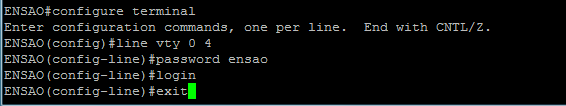 ENSAO#configure terminal
Enter configuration commands, one per line.  End with CNTL/Z.
ENSAO(config)#line vty 0 4
ENSAO(config-line)#password ensao
ENSAO(config-line)#login
ENSAO(config-line)#exit